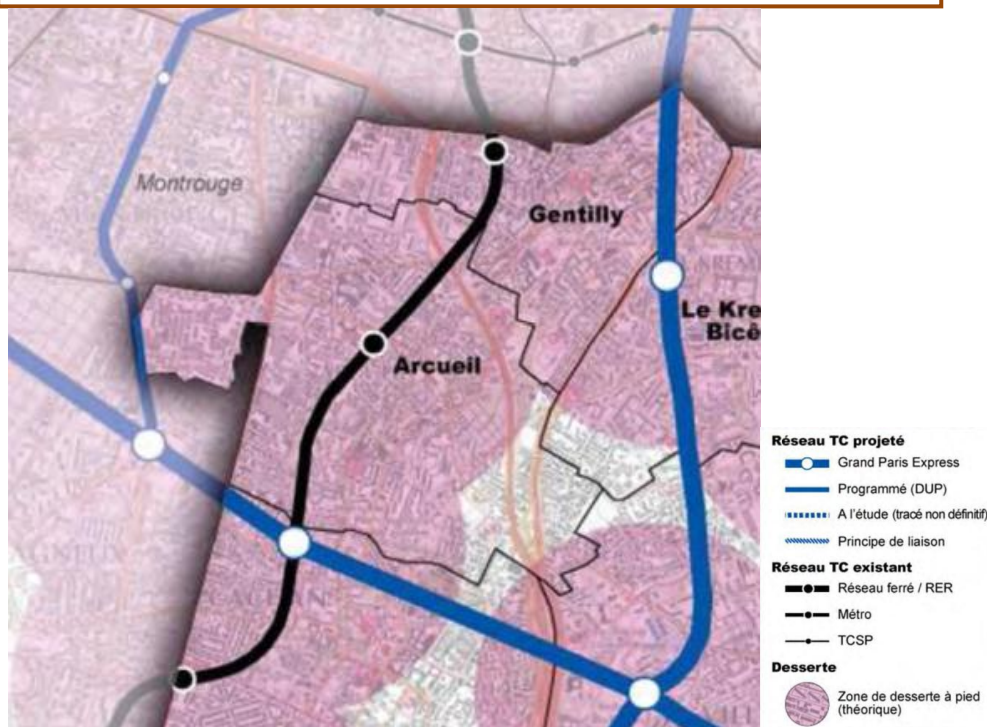 Montrouge
Gentilly
Le Kre
Bicê
Arcueil
Réseau TC projeté
Grand Paris Express
Programmé (DUP)
A l'étude (tracé non définitif)
Principe de liaison
Réseau TC existant
Réseau ferré / RER
Métro
TCSP
Desserte
Zone de desserte à pied
(théorique)